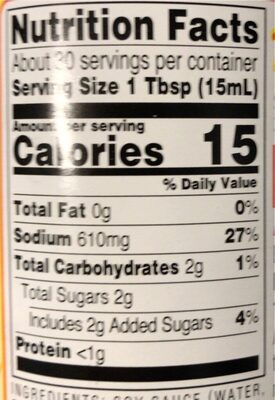 Nutrition Facts
About 20 servings per container
Serving Size 1 Tbsp (15mL)
Amount per serving
Calories 15
% Daily Value
Total Fat 0g 0%
Sodium 610mg 27%
Total Carbohydrates 2g 1%
Total Sugars 2g
Includes 2g Added Sugars 4%
Protein <1g
INGREDIENTS: SOY SAUCE (WATER,